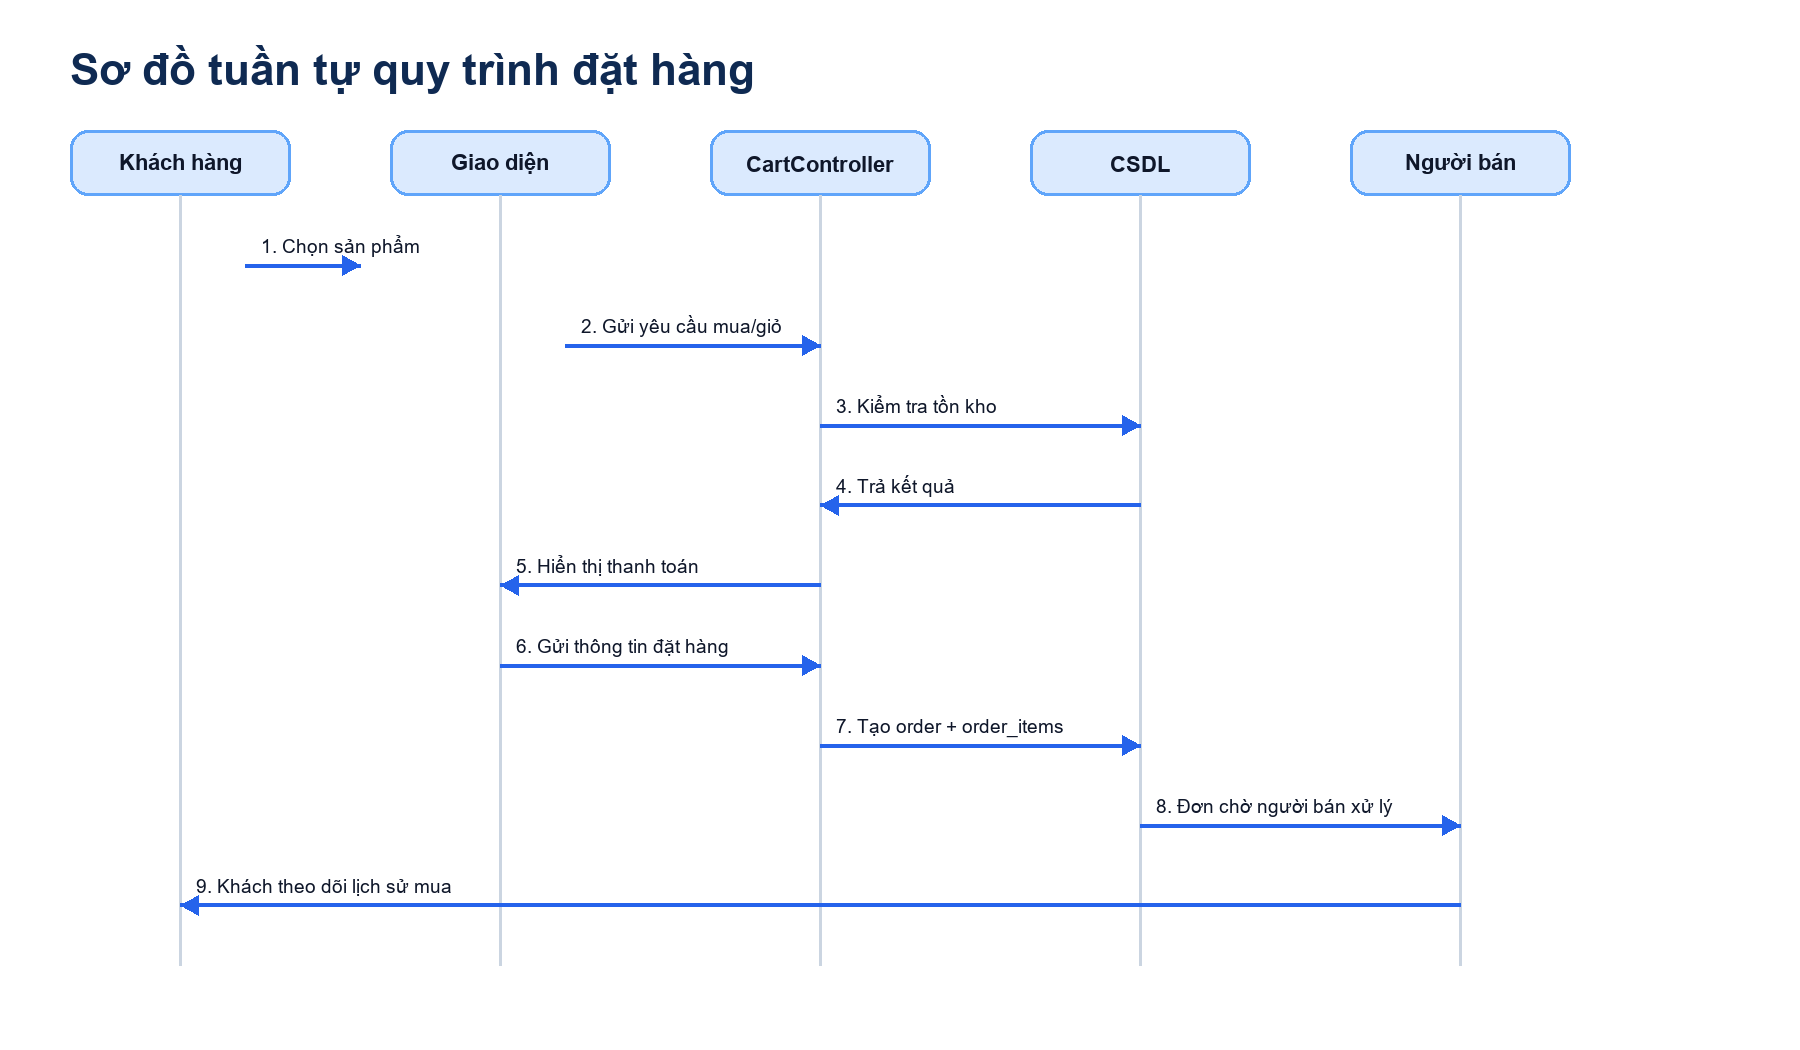 Sơ đồ tuần tự quy trình đặt hàng
Khách hàng
Giao diện
CartController
CSDL
Người bán
1. Chọn sản phẩm
2. Gửi yêu cầu mua/giỏ
3. Kiểm tra tồn kho
4. Trả kết quả
5. Hiển thị thanh toán
6. Gửi thông tin đặt hàng
7. Tạo order + order_items
8. Đơn chờ người bán xử lý
9. Khách theo dõi lịch sử mua